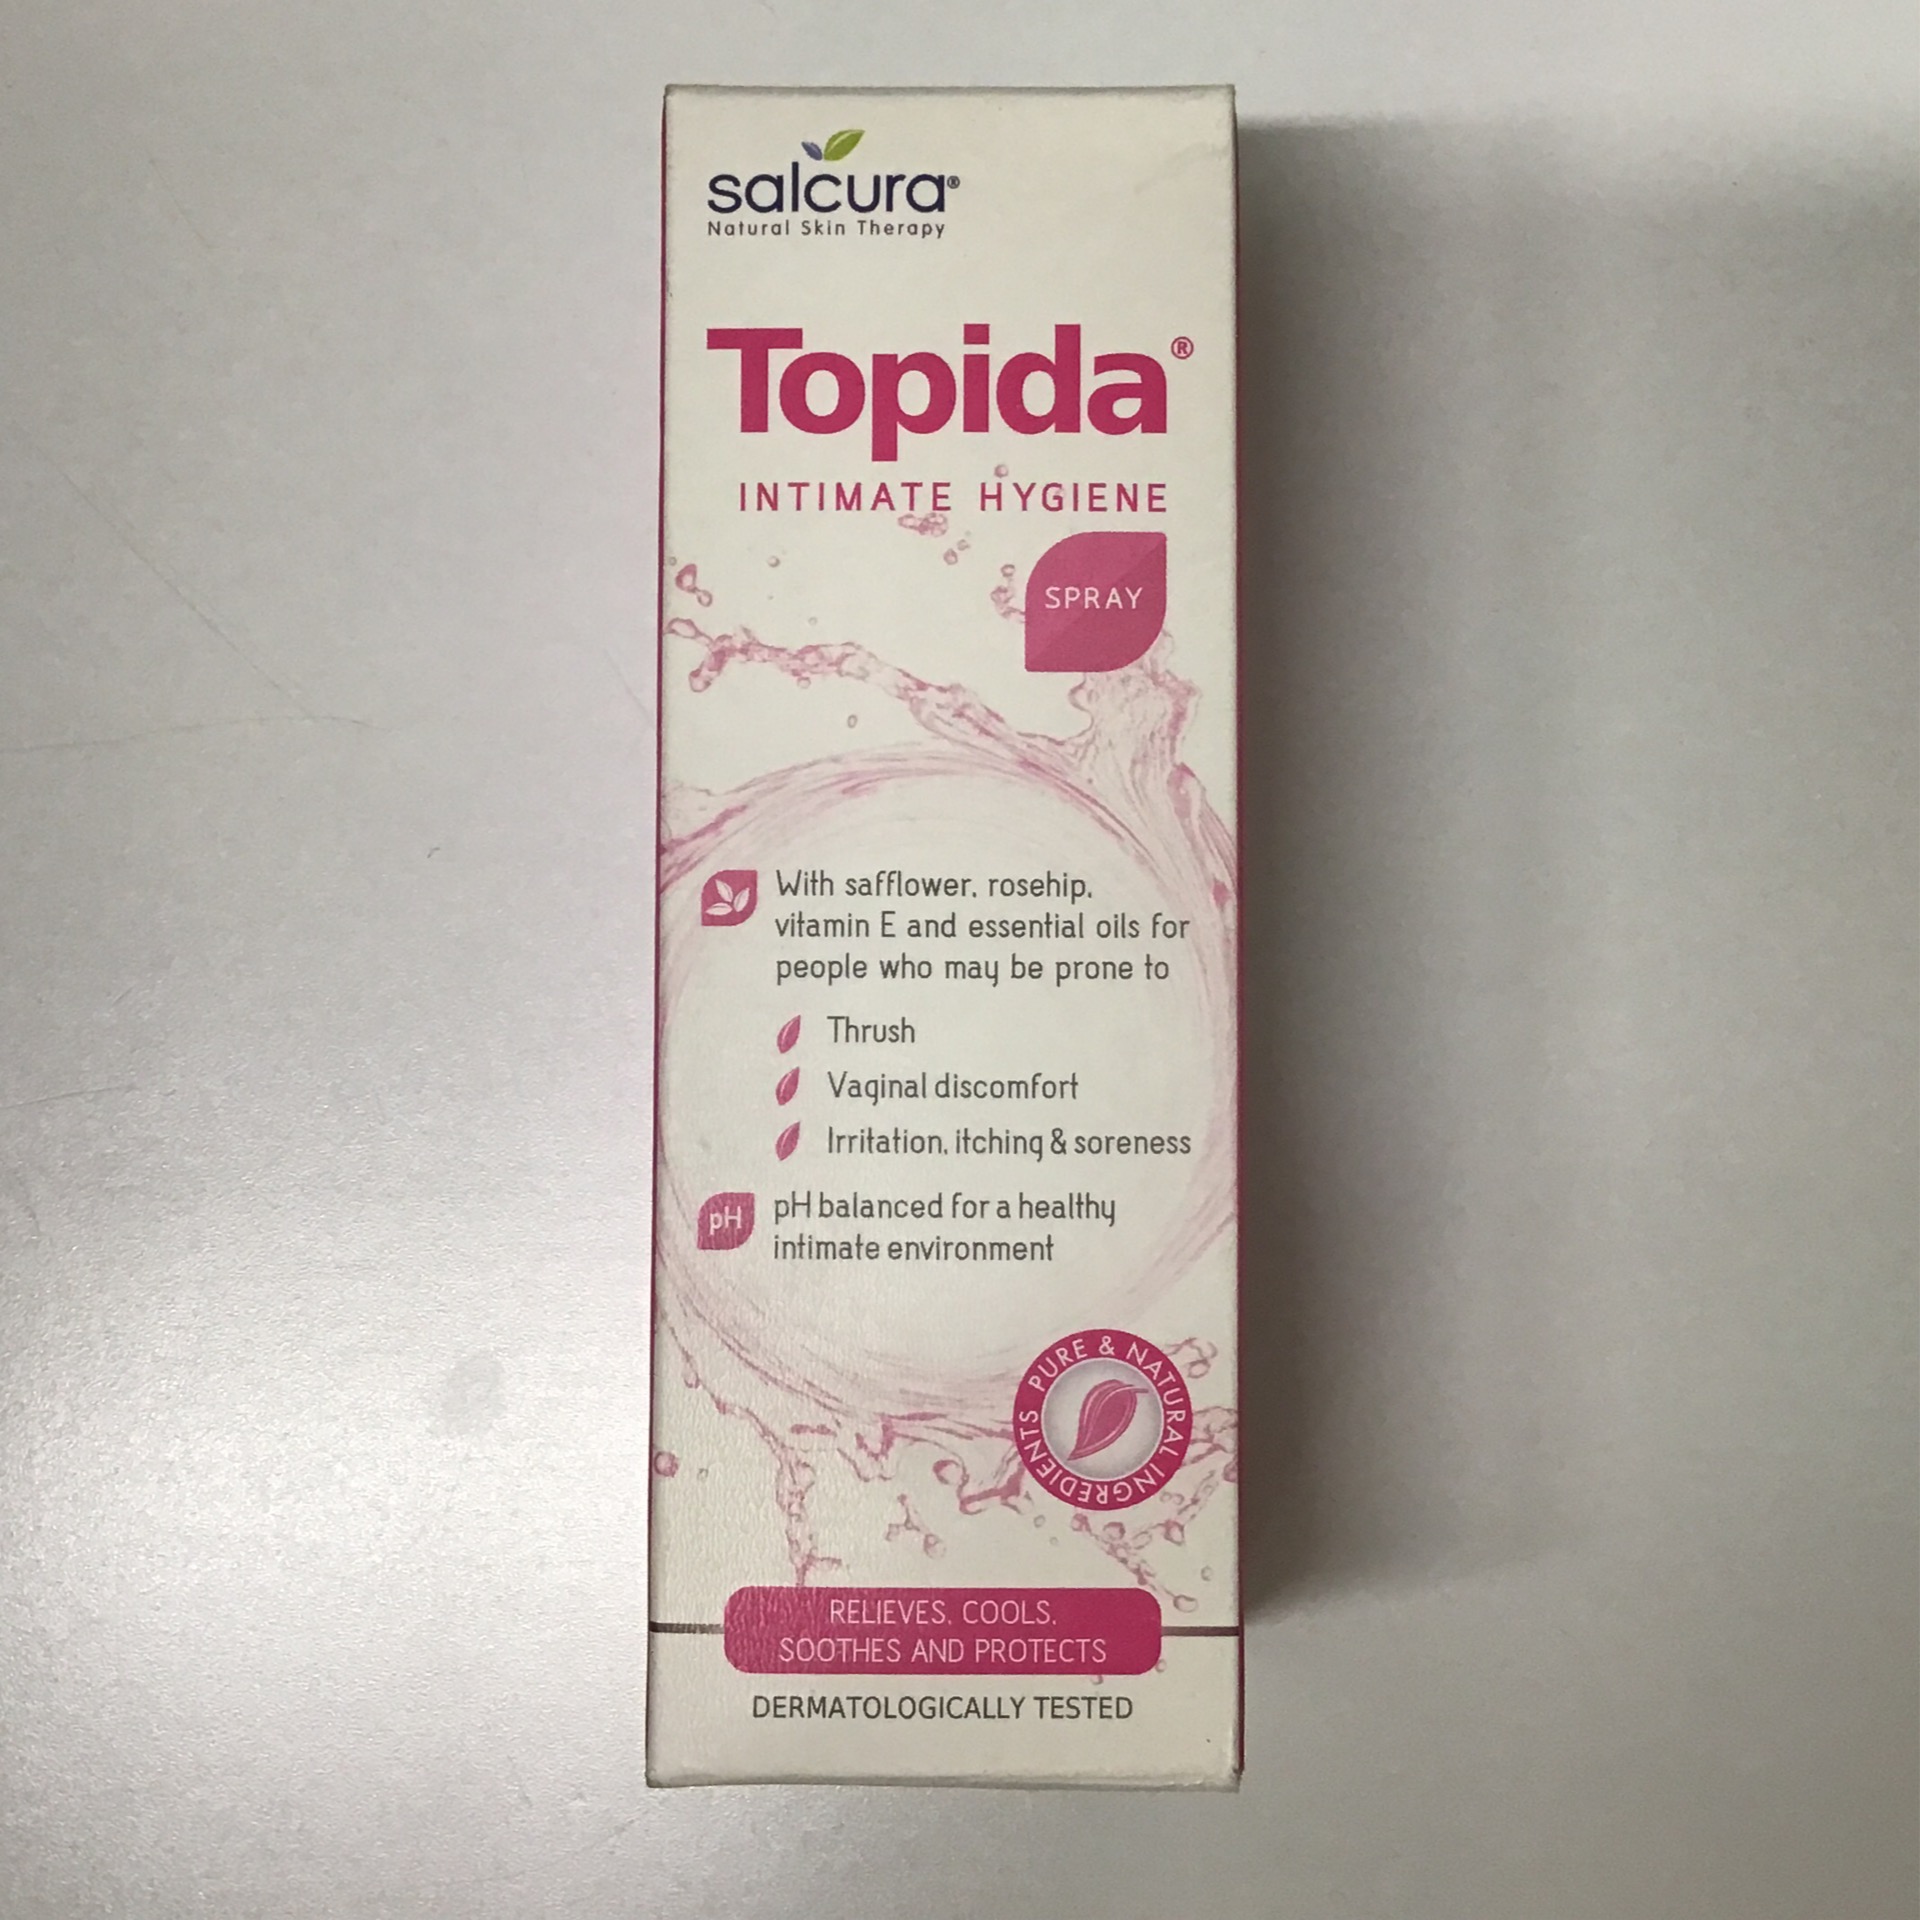 salcura®
Natural Skin Therapy
Topida®
INTIMATE HYGIENE
SPRAY
With safflower, rosehip,
vitamin E and essential oils for
people who may be prone to
Thrush
Vaginal discomfort
Irritation, itching & soreness
pH
pH balanced for a healthy
intimate environment
PURE & NATURAL INGREDIENTS
RELIEVES, COOLS,
SOOTHES AND PROTECTS
DERMATOLOGICALLY TESTED